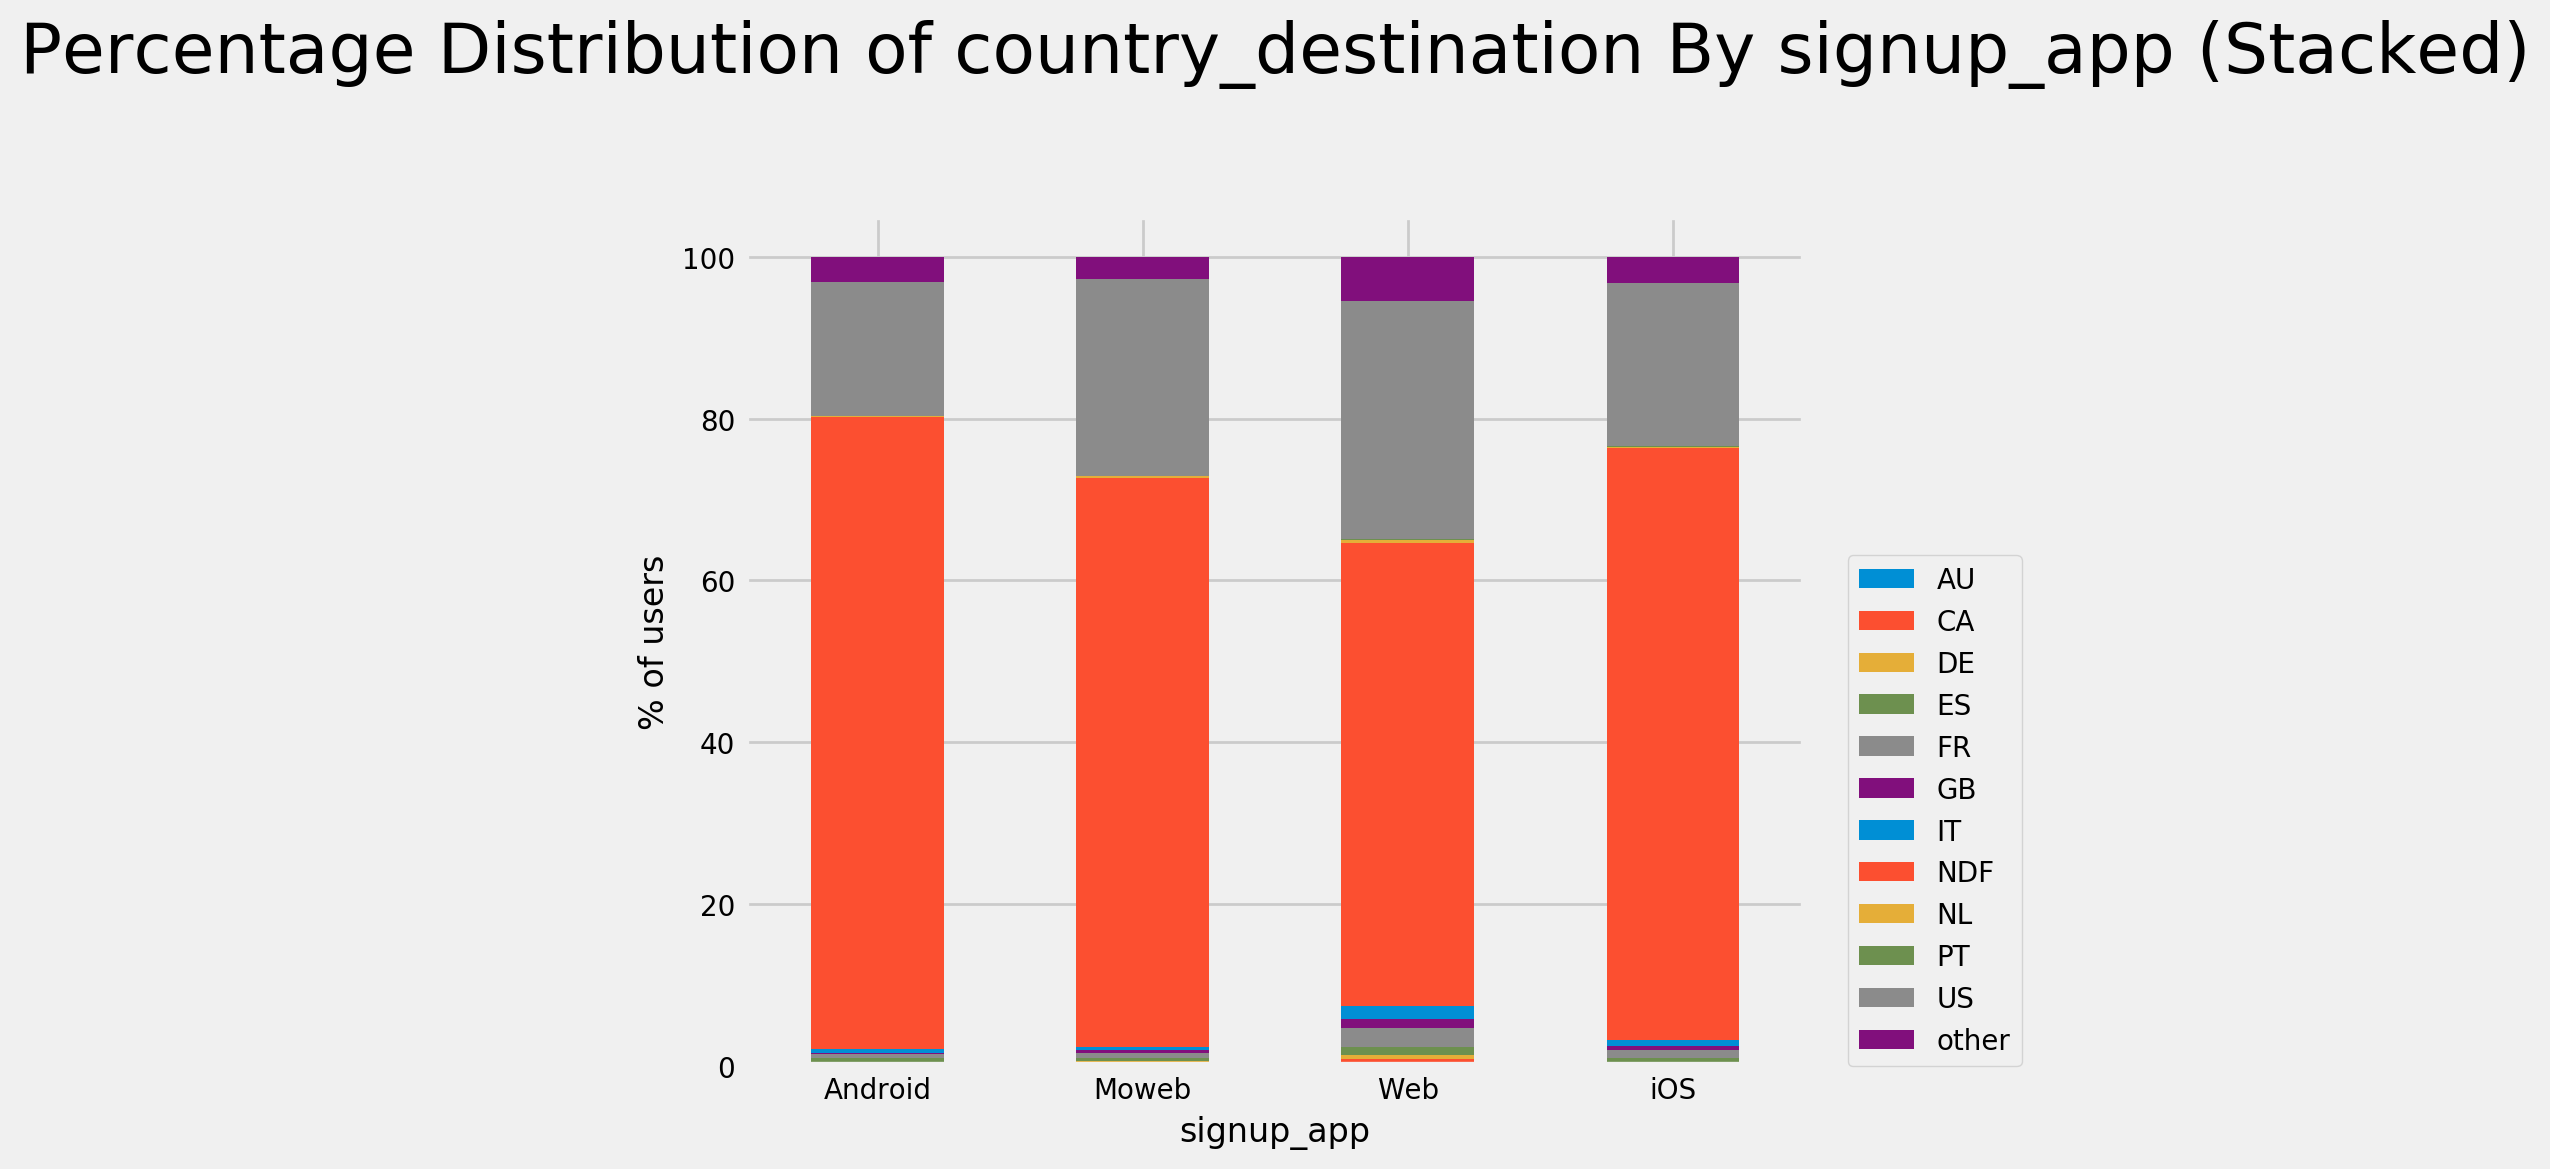 Percentage Distribution of country_destination By signup_app (Stacked)
100
80
60
40
20
0
% of users
Android Moweb Web iOS
signup_app
AU
CA
DE
ES
FR
GB
IT
NDF
NL
PT
US
other